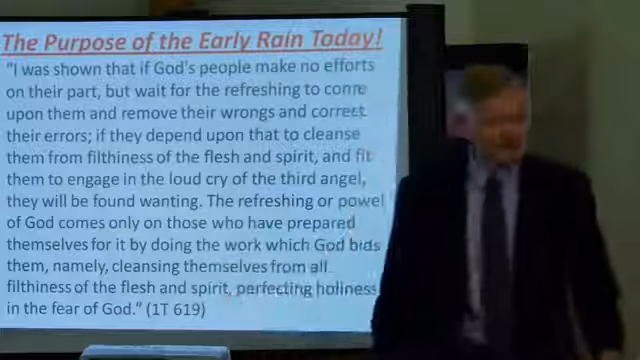 The Purpose of the Early Rain Today!
“I was shown that if God's people make no efforts
on their part, but wait for the refreshing to come
upon them and remove their wrongs and correct
their errors; if they depend upon that to cleanse
them from filthiness of the flesh and spirit, and fit
them to engage in the loud cry of the third angel,
they will be found wanting. The refreshing or power
of God comes only on those who have prepared
themselves for it by doing the work which God bids
them, namely, cleansing themselves from all
filthiness of the flesh and spirit, perfecting holiness
in the fear of God.” (1T 619)